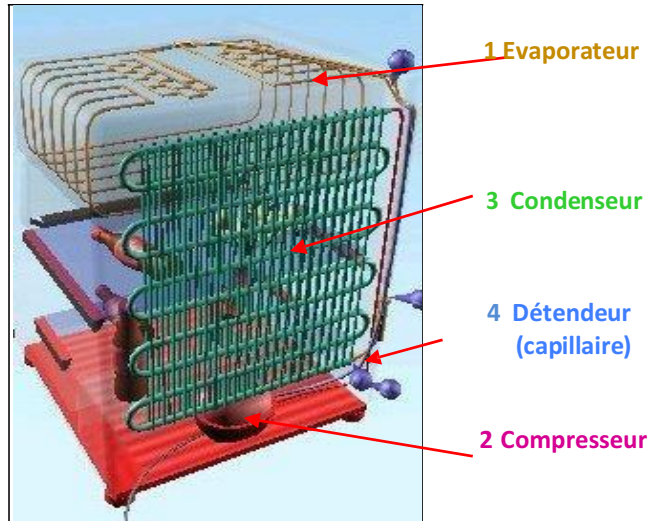 1 Evaporateur
3 Condenseur
4 Détendeur
(capillaire)
2 Compresseur